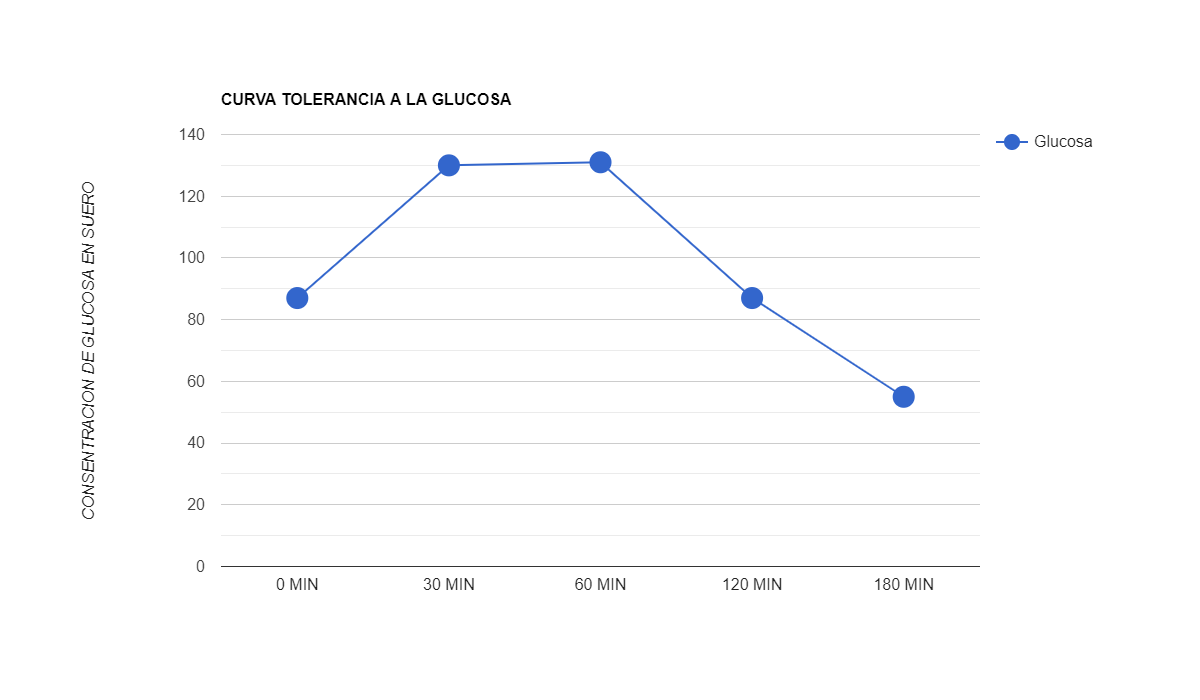 CURVA TOLERANCIA A LA GLUCOSA
CONSENTRACION DE GLUCOSA EN SUERO
140
120
100
80
60
40
20
0
0 MIN
30 MIN
60 MIN
120 MIN
180 MIN
Glucosa